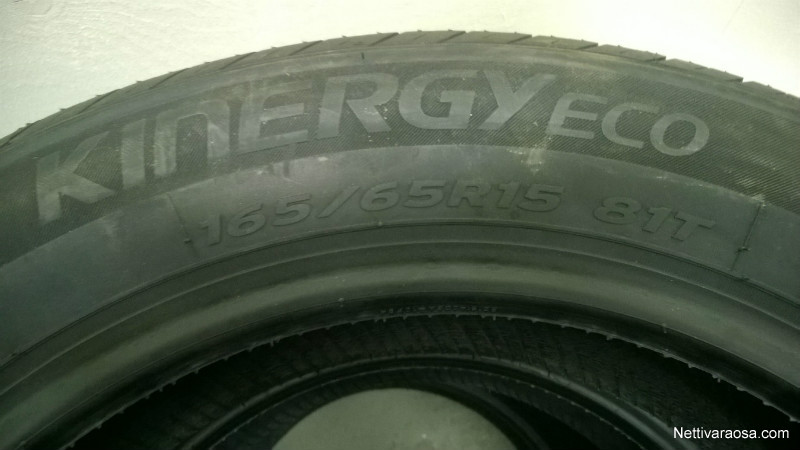 KINERGY ECO
165/65R15 81T
Nettivaraosa.com